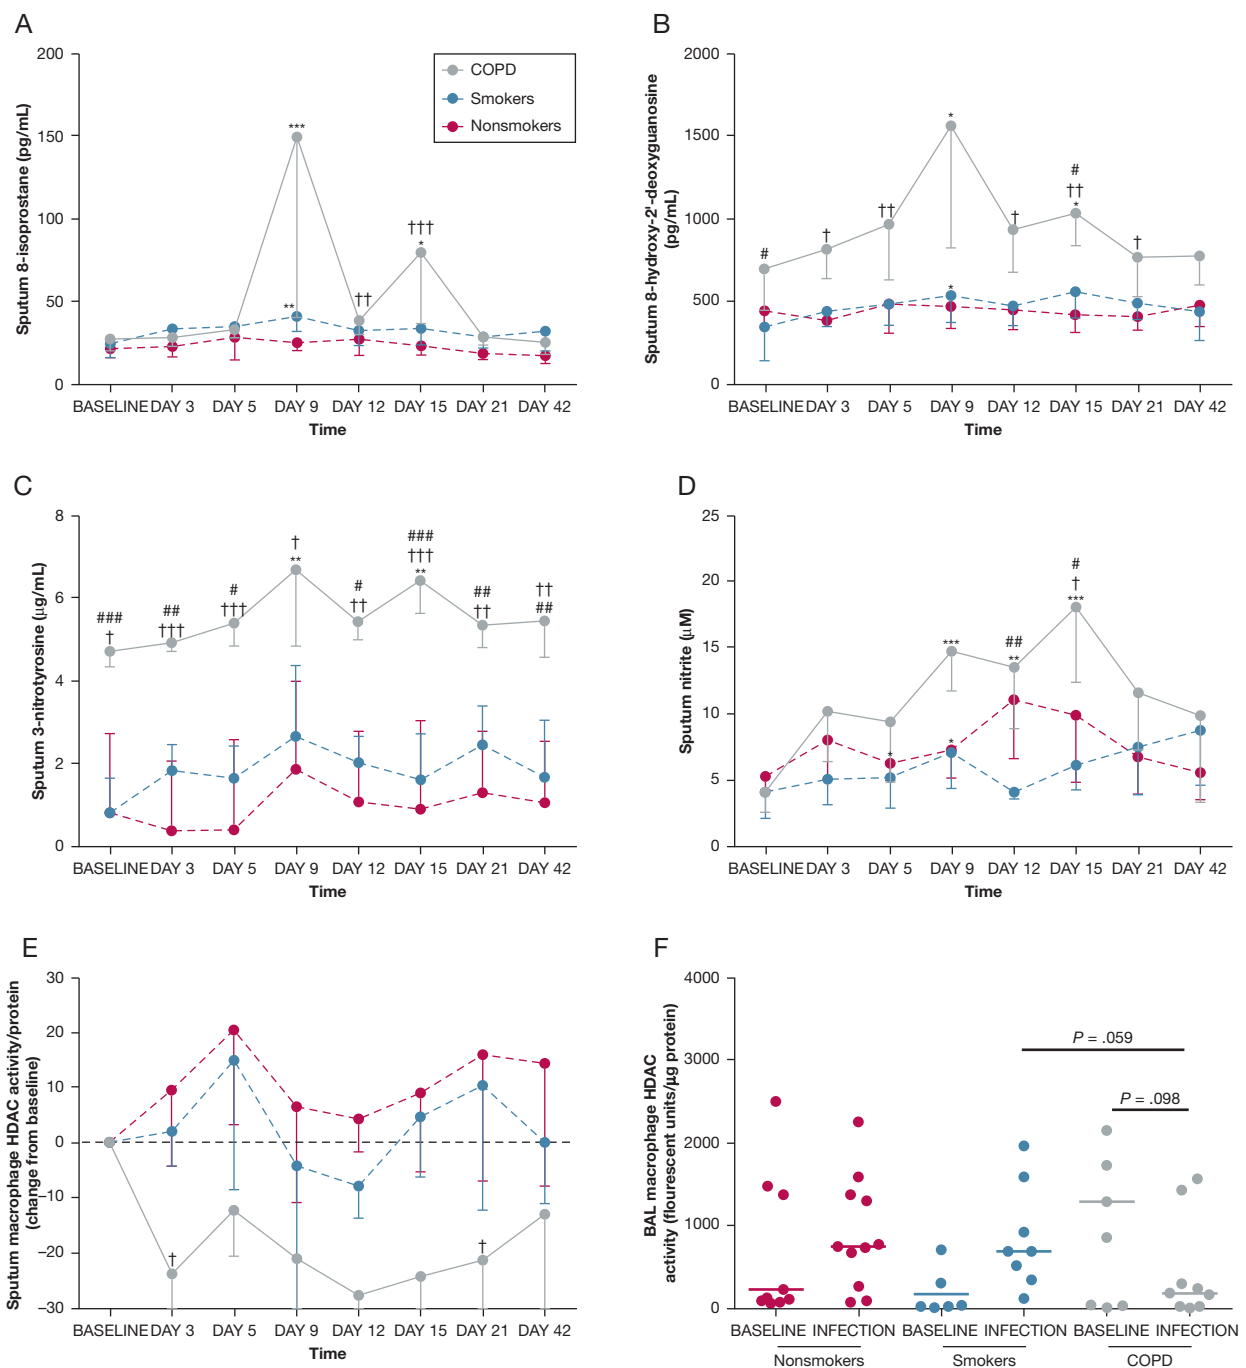 A
Sputum 8-isoprostane (pg/mL)
200
150
100
50
0
COPD
Smokers
Nonsmokers
***
**
††
†††
*
BASELINE DAY 3 DAY 5 DAY 9 DAY 12 DAY 15 DAY 21 DAY 42
Time
B
Sputum 8-hydroxy-2'-deoxyguanosine
(pg/mL)
2000
1500
1000
500
0
#
†
††
*
*
†
#
††
*
†
BASELINE DAY 3 DAY 5 DAY 9 DAY 12 DAY 15 DAY 21 DAY 42
Time
C
Sputum 3-nitrotyrosine (µg/mL)
8
6
4
2
0
###
†
##
†††
#
†††
†
**
#
††
###
†††
**
##
††
††
##
BASELINE DAY 3 DAY 5 DAY 9 DAY 12 DAY 15 DAY 21 DAY 42
Time
D
Sputum nitrite (µM)
25
20
15
10
5
0
*
***
*
##
**
#
†
***
BASELINE DAY 3 DAY 5 DAY 9 DAY 12 DAY 15 DAY 21 DAY 42
Time
E
Sputum macrophage HDAC activity/protein
(change from baseline)
30
20
10
0
–10
–20
–30
†
†
BASELINE DAY 3 DAY 5 DAY 9 DAY 12 DAY 15 DAY 21 DAY 42
Time
F
BAL macrophage HDAC
activity (flourescent units/µg protein)
4000
3000
2000
1000
0
P = .059
P = .098
BASELINE INFECTION BASELINE INFECTION BASELINE INFECTION
Nonsmokers Smokers COPD